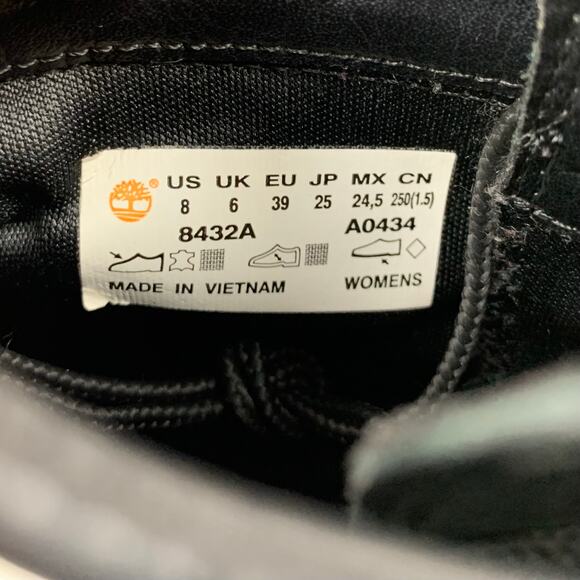 ® US UK EU JP MX CN
8 6 39 25 24,5 250(1.5)
8432A A0434
MADE IN VIETNAM WOMENS